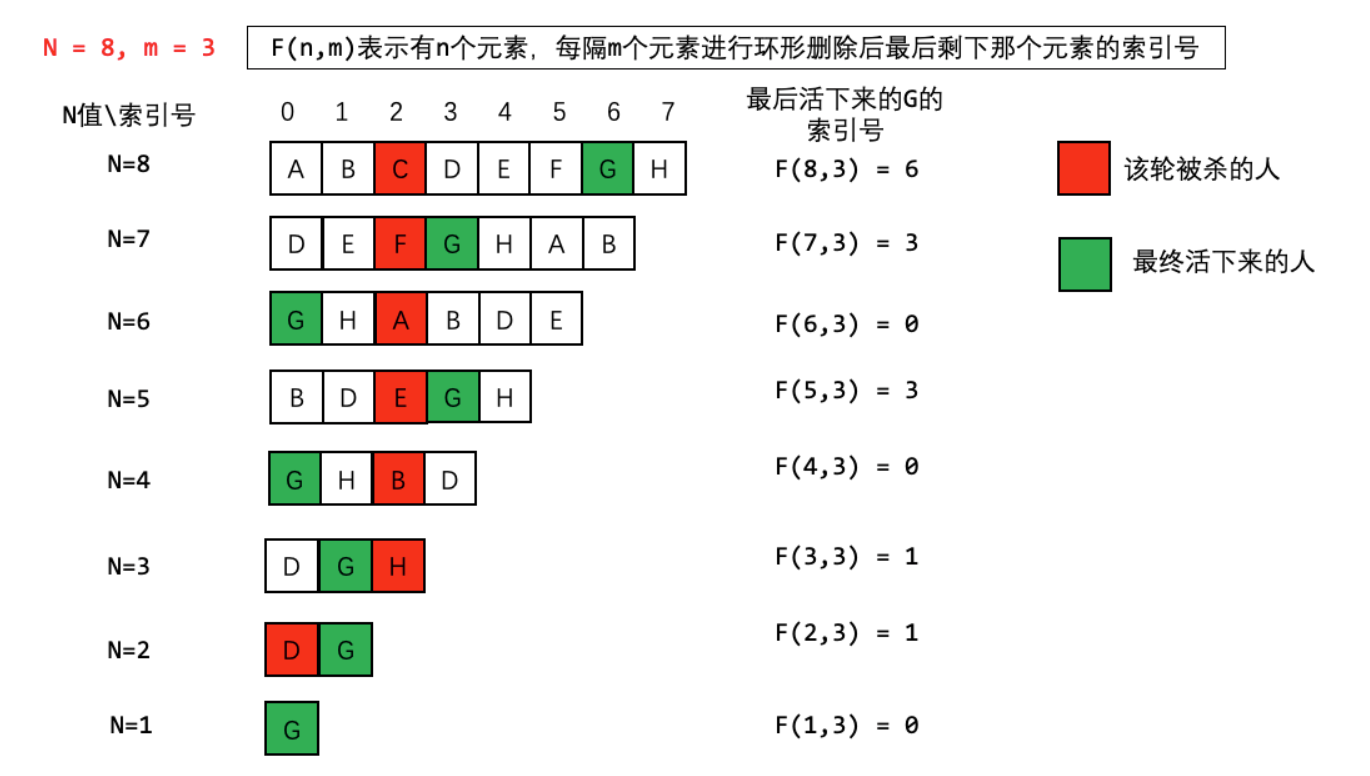 N = 8, m = 3
F(n,m)表示有n个元素，每隔m个元素进行环形删除后最后剩下那个元素的索引号
N值\索引号 0 1 2 3 4 5 6 7
最后活下来的G的
索引号
N=8 A B C D E F G H F(8,3) = 6
该轮被杀的人
N=7 D E F G H A B F(7,3) = 3
最终活下来的人
N=6 G H A B D E F(6,3) = 0
N=5 B D E G H F(5,3) = 3
N=4 G H B D F(4,3) = 0
N=3 D G H F(3,3) = 1
N=2 D G F(2,3) = 1
N=1 G F(1,3) = 0